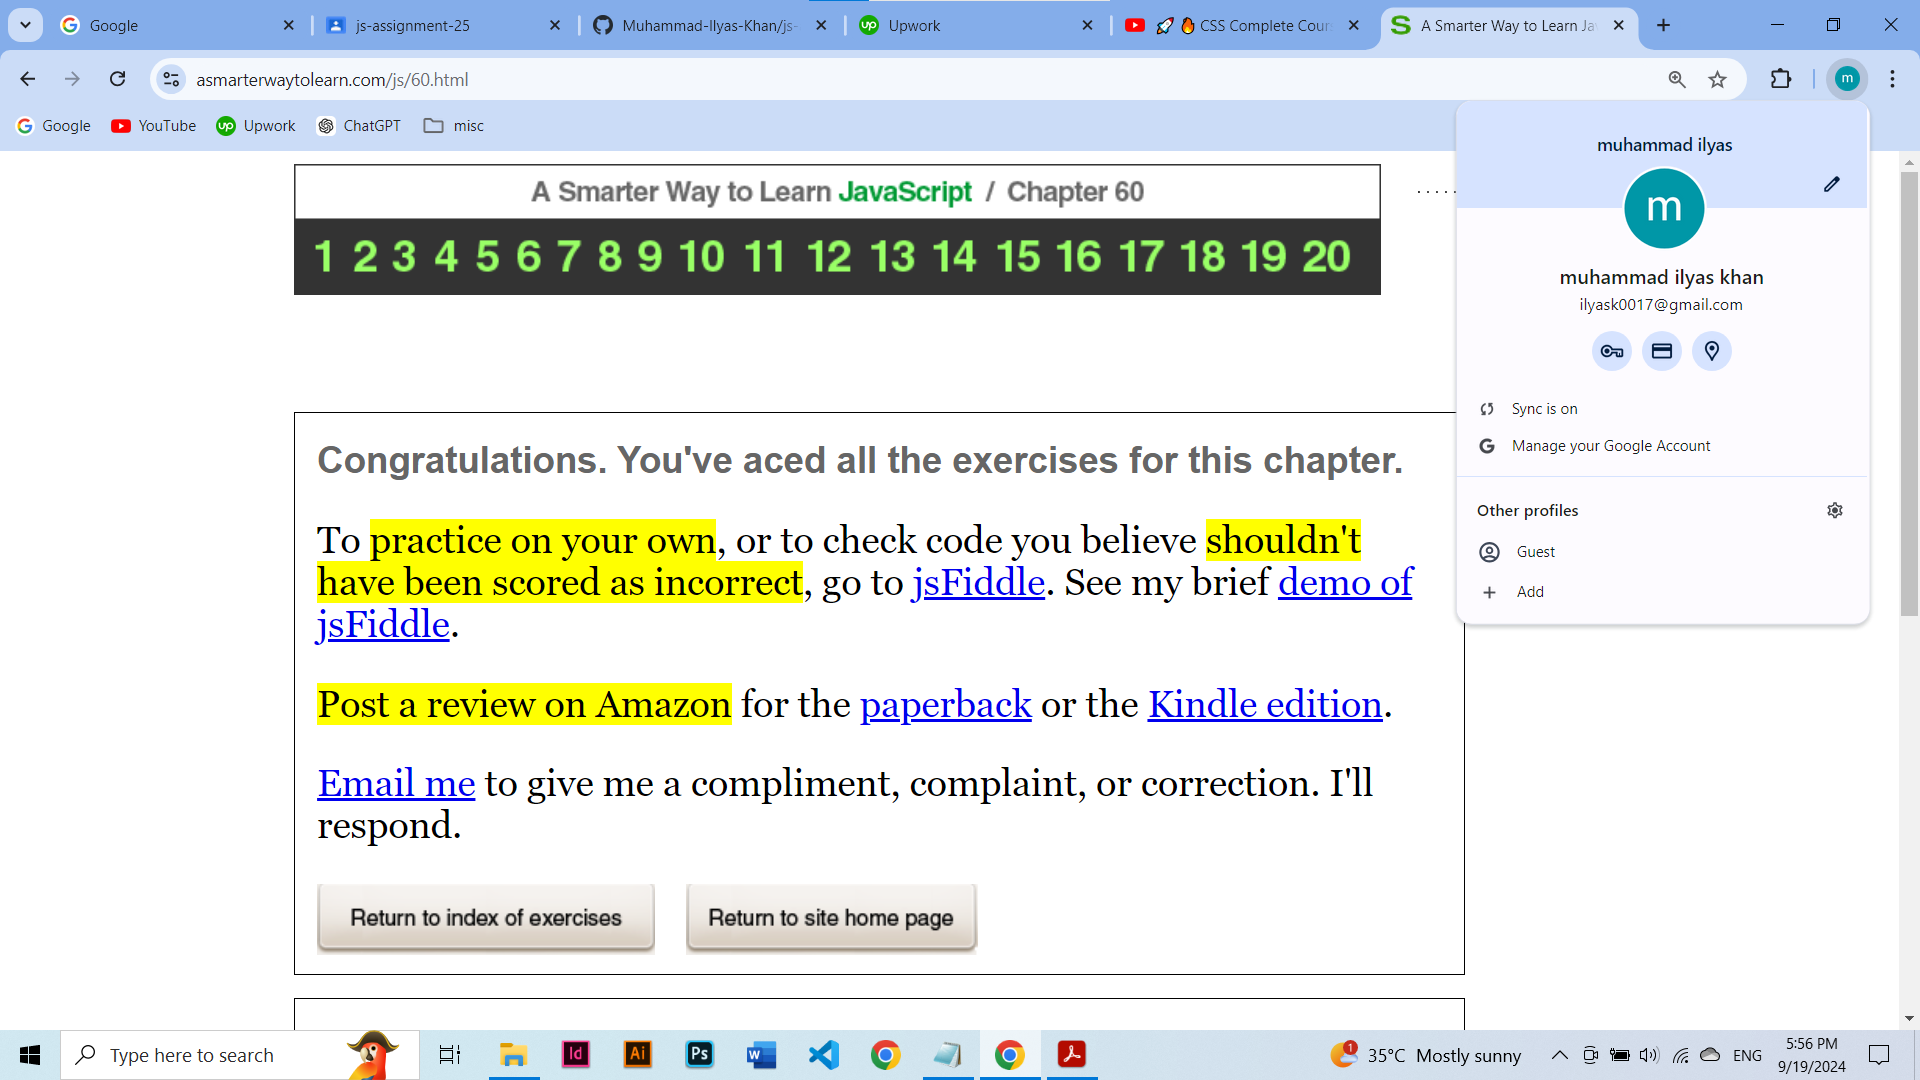 Google
js-assignment-25
Muhammad-Ilyas-Khan/js-
Upwork
CSS Complete Cour
A Smarter Way to Learn Ja
asmarterwaytolearn.com/js/60.html
m
Google YouTube Upwork ChatGPT misc
A Smarter Way to Learn JavaScript / Chapter 60
1 2 3 4 5 6 7 8 9 10 11 12 13 14 15 16 17 18 19 20
muhammad ilyas
m
muhammad ilyas khan
ilyask0017@gmail.com
Sync is on
Manage your Google Account
Other profiles
Guest
Add
Congratulations. You've aced all the exercises for this chapter.
To practice on your own, or to check code you believe shouldn't
have been scored as incorrect, go to jsFiddle. See my brief demo of
jsFiddle.
Post a review on Amazon for the paperback or the Kindle edition.
Email me to give me a compliment, complaint, or correction. I'll
respond.
Return to index of exercises Return to site home page
Type here to search
Id Ai Ps W
1
35°C Mostly sunny
ENG
5:56 PM
9/19/2024